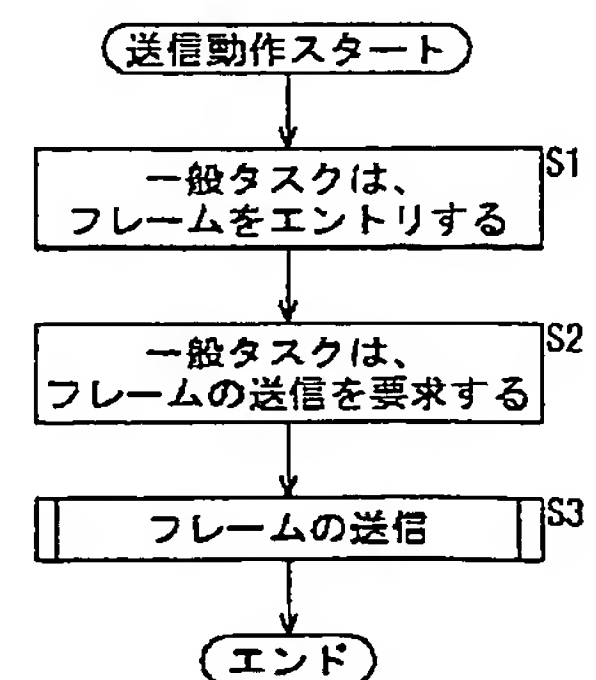 送信動作スタート
S1
一般タスクは、
フレームをエントリする
S2
一般タスクは、
フレームの送信を要求する
S3
フレームの送信
エンド